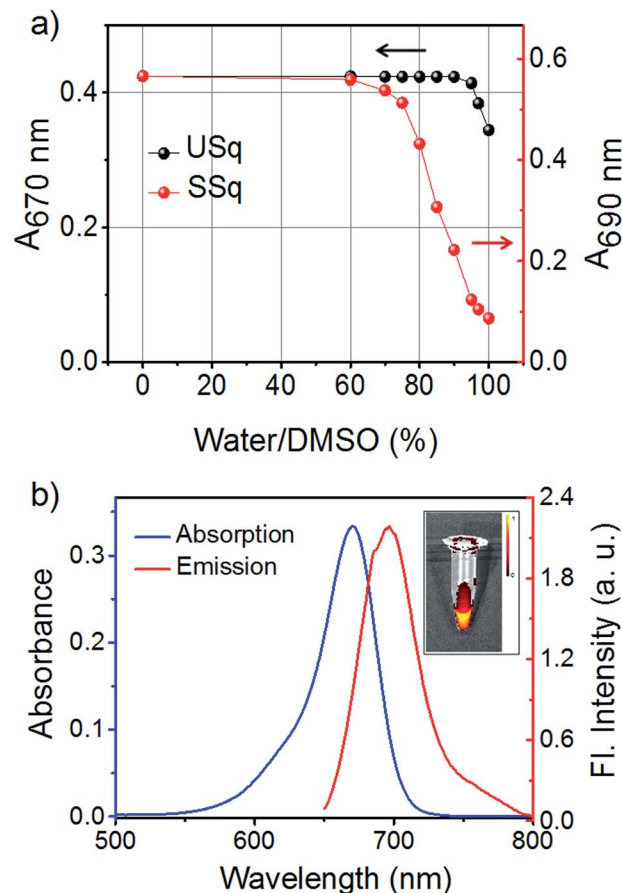 a)
0.4
0.2
0.0
A670 nm
USq
SSq
0.6
0.4
0.2
0.0
A690 nm
0 20 40 60 80 100
Water/DMSO (%)
b)
Absorption
Emission
1
0
0.3
0.2
0.1
0.0
Absorbance
2.4
1.8
1.2
0.6
0.0
Fl. Intensity (a. u.)
500 600 700 800
Wavelength (nm)